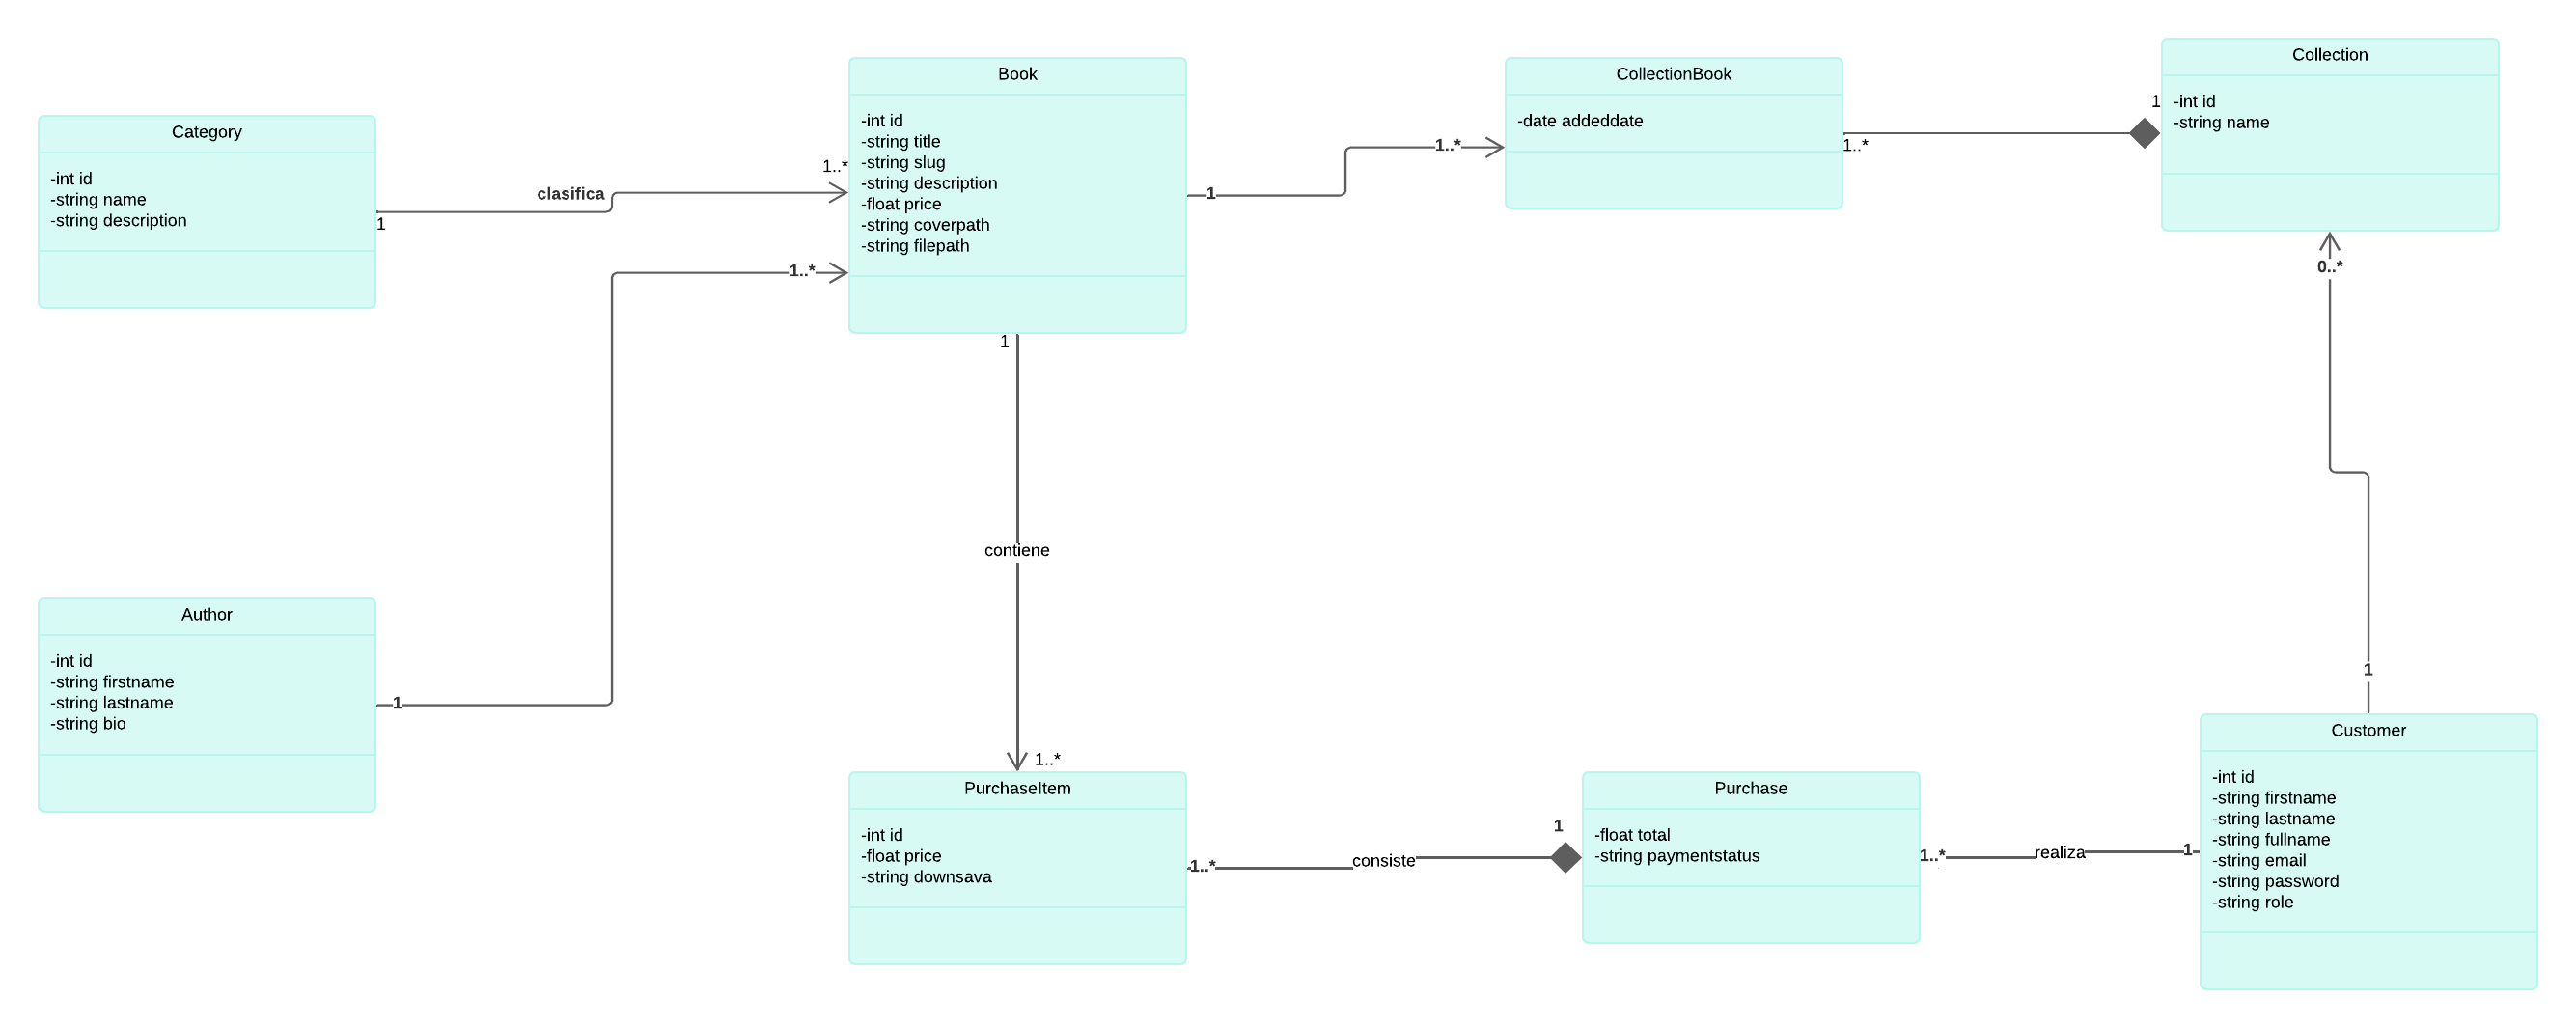 Category
-int id
-string name
-string description
1
clasifica
1..*
Book
-int id
-string title
-string slug
-string description
-float price
-string coverpath
-string filepath
1
1..*
CollectionBook
-date addeddate
1..*
1
Collection
-int id
-string name
0..*
1
Author
-int id
-string firstname
-string lastname
-string bio
1
1..*
1
contiene
1..*
PurchaseItem
-int id
-float price
-string downsava
1..*
consiste
1
Purchase
-float total
-string paymentstatus
1..*
realiza
1
Customer
-int id
-string firstname
-string lastname
-string fullname
-string email
-string password
-string role